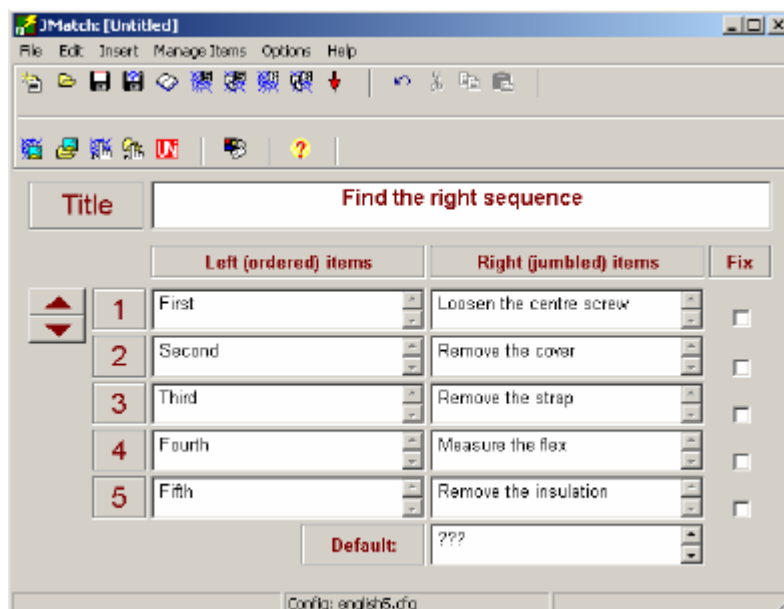 JMatch: [Untitled]
File Edit Insert Manage Items Options Help
Title Find the right sequence
Left (ordered) items Right (jumbled) items Fix
1 First Loosen the centre screw
2 Second Remove the cover
3 Third Remove the strap
4 Fourth Measure the flex
5 Fifth Remove the insulation
Default: ???
Config: english6.cfg